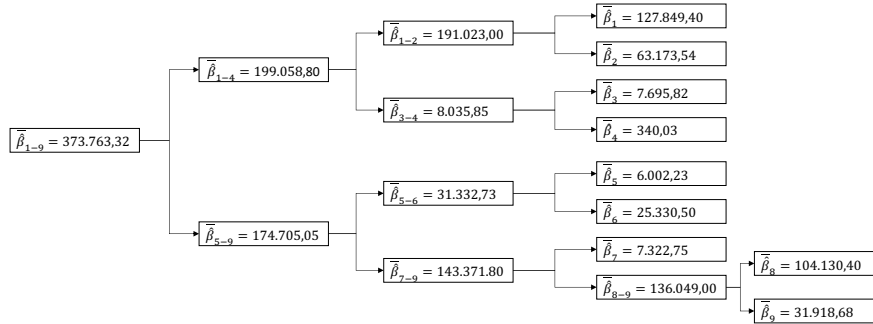 β̂̅₁ = 127.849,40
β̂̅₁₋₂ = 191.023,00
β̂̅₂ = 63.173,54
β̂̅₁₋₄ = 199.058,80
β̂̅₃ = 7.695,82
β̂̅₃₋₄ = 8.035,85
β̂̅₄ = 340,03
β̂̅₁₋₉ = 373.763,32
β̂̅₅ = 6.002,23
β̂̅₅₋₆ = 31.332,73
β̂̅₆ = 25.330,50
β̂̅₅₋₉ = 174.705,05
β̂̅₇ = 7.322,75
β̂̅₇₋₉ = 143.371.80
β̂̅₈₋₉ = 136.049,00
β̂̅₈ = 104.130,40
β̂̅₉ = 31.918,68